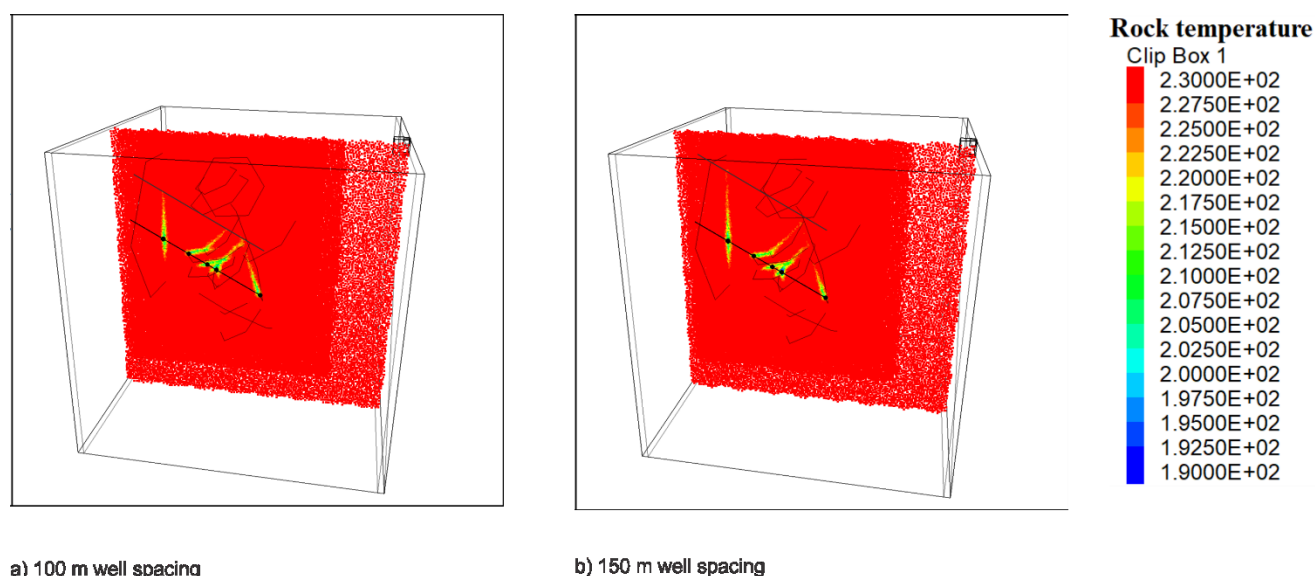 Rock temperature
Clip Box 1
2.3000E+02
2.2750E+02
2.2500E+02
2.2250E+02
2.2000E+02
2.1750E+02
2.1500E+02
2.1250E+02
2.1000E+02
2.0750E+02
2.0500E+02
2.0250E+02
2.0000E+02
1.9750E+02
1.9500E+02
1.9250E+02
1.9000E+02
a) 100 m well spacing
b) 150 m well spacing